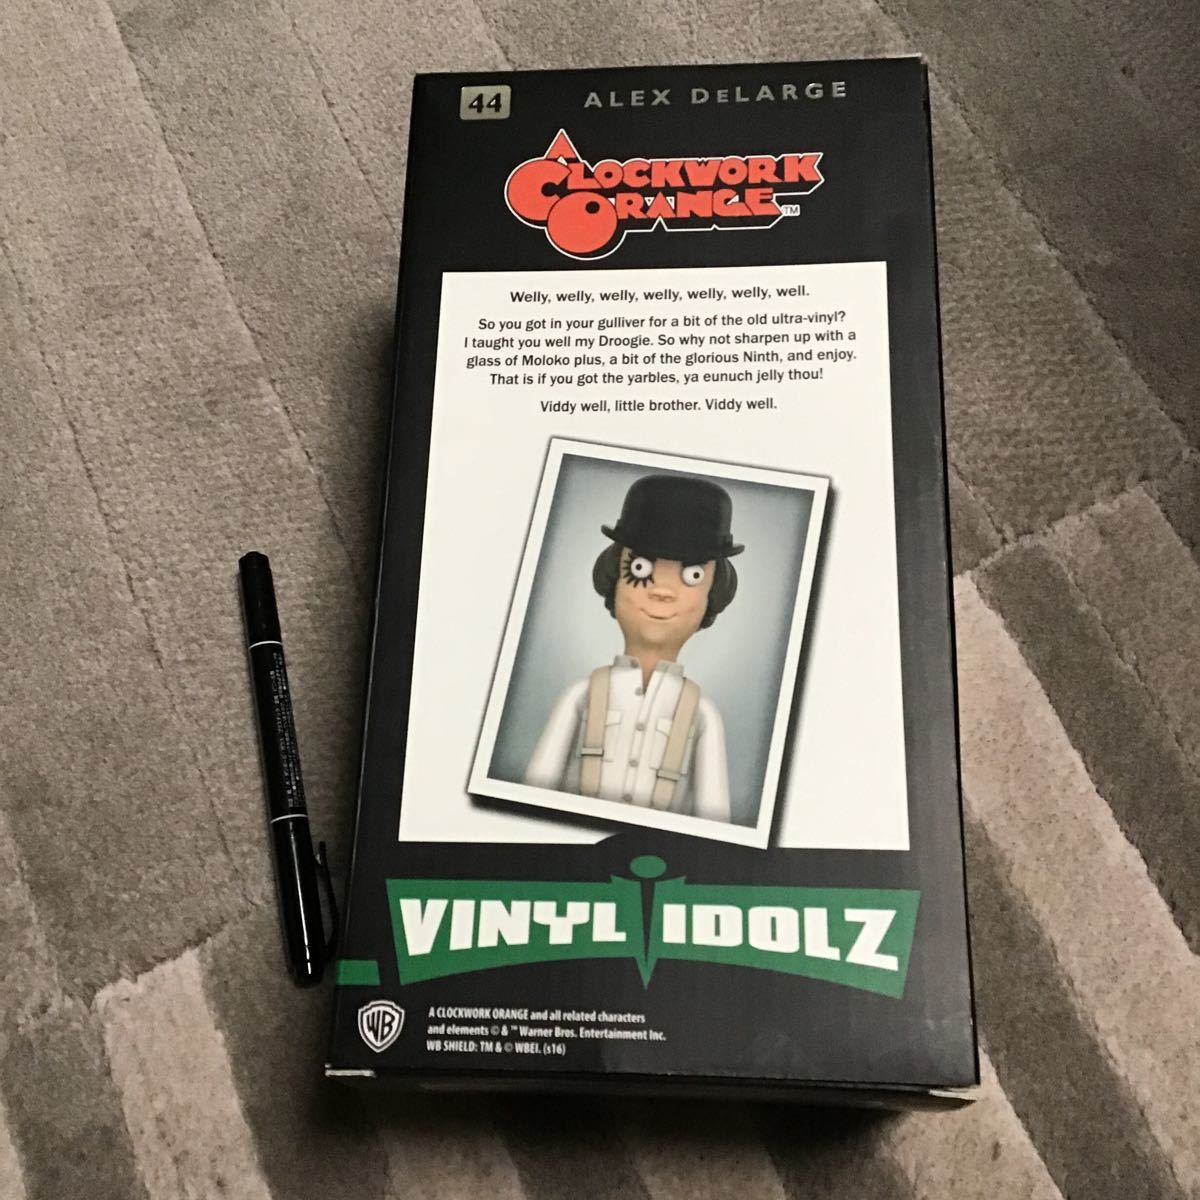 44
ALEX DELARGE
A CLOCKWORK
ORANGE TM
Welly, welly, welly, welly, welly, welly, well.
So you got in your gulliver for a bit of the old ultra-vinyl?
I taught you well my Droogie. So why not sharpen up with a
glass of Moloko plus, a bit of the glorious Ninth, and enjoy.
That is if you got the yarbles, ya eunuch jelly thou!
Viddy well, little brother. Viddy well.
VINYL IDOLZ
WB
A CLOCKWORK ORANGE and all related characters
and elements © & ™ Warner Bros. Entertainment Inc.
WB SHIELD: TM & © WBEI. (s16)